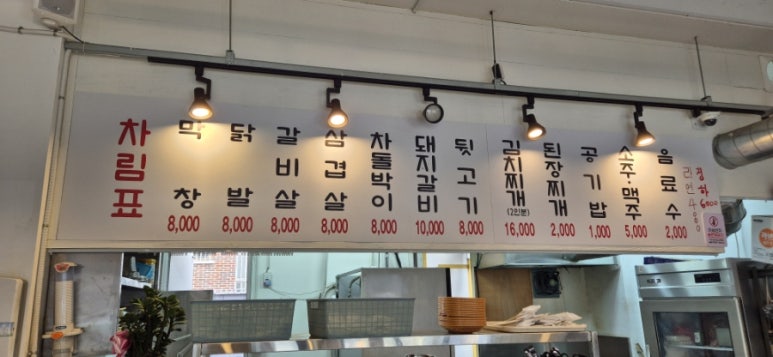 차림표
막창 8,000
닭발 8,000
갈비살 8,000
삼겹살 8,000
차돌박이 8,000
돼지갈비 10,000
뒷고기 8,000
김치찌개 (2인분) 16,000
된장찌개 2,000
공기밥 1,000
소주·맥주 5,000
음료수 2,000